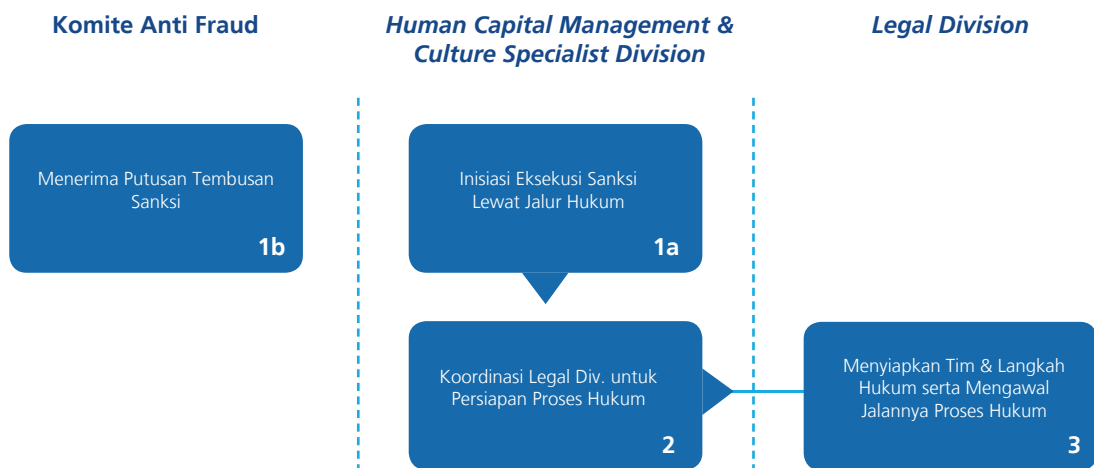 Komite Anti Fraud
Human Capital Management &
Culture Specialist Division
Legal Division
Menerima Putusan Tembusan
Sanksi
1b
Inisiasi Eksekusi Sanksi
Lewat Jalur Hukum
1a
Koordinasi Legal Div. untuk
Persiapan Proses Hukum
2
Menyiapkan Tim & Langkah
Hukum serta Mengawal
Jalannya Proses Hukum
3